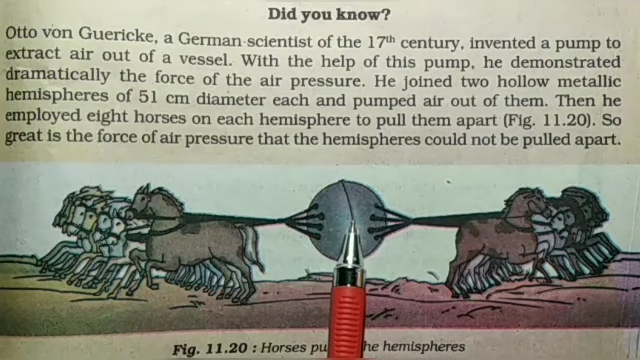 Did you know?
Otto von Guericke, a German scientist of the 17th century, invented a pump to
extract air out of a vessel. With the help of this pump, he demonstrated
dramatically the force of the air pressure. He joined two hollow metallic
hemispheres of 51 cm diameter each and pumped air out of them. Then he
employed eight horses on each hemisphere to pull them apart (Fig. 11.20). So
great is the force of air pressure that the hemispheres could not be pulled apart.
Fig. 11.20 : Horses pu he hemispheres